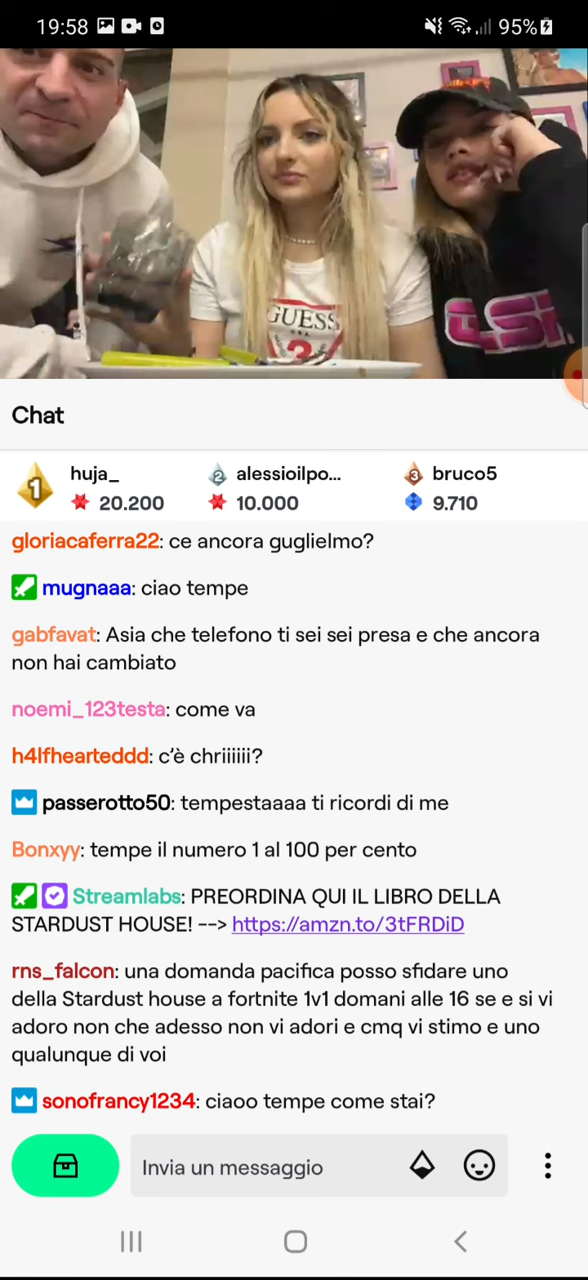 19:58
95%
GUESS
U.S.A.
?
LSD
Chat
1
huja_
2
alessioilpo...
3
bruco5
20.200
10.000
9.710
gloriacaferra22: ce ancora guglielmo?
mugnaaa: ciao tempe
gabfavat: Asia che telefono ti sei sei presa e che ancora
non hai cambiato
noemi_123testa: come va
h4lfhearteddd: c'è chriiiiii?
passerotto50: tempestaaaa ti ricordi di me
Bonxyy: tempe il numero 1 al 100 per cento
Streamlabs: PREORDINA QUI IL LIBRO DELLA
STARDUST HOUSE! --> https://amzn.to/3tFRDiD
rns_falcon: una domanda pacifica posso sfidare uno
della Stardust house a fortnite 1v1 domani alle 16 se e si vi
adoro non che adesso non vi adori e cmq vi stimo e uno
qualunque di voi
sonofrancy1234: ciaoo tempe come stai?
Invia un messaggio